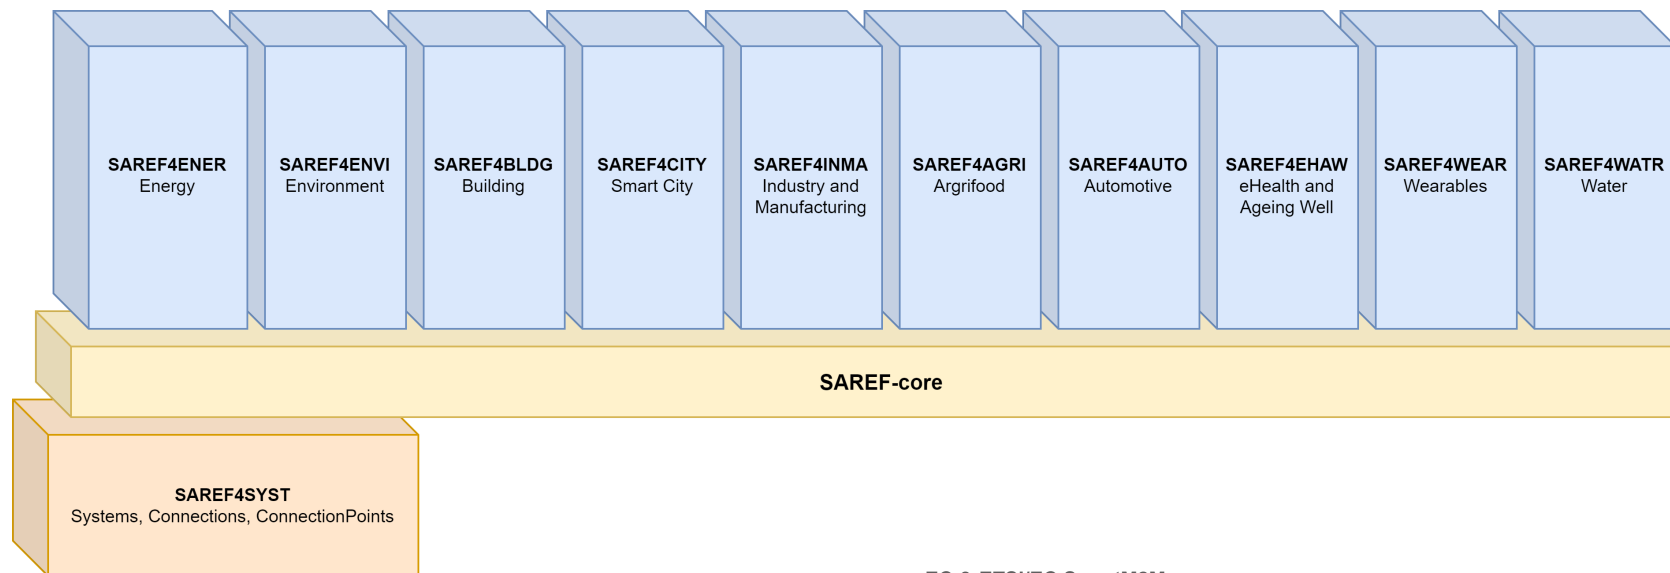 SAREF4ENER
Energy
SAREF4ENVI
Environment
SAREF4BLDG
Building
SAREF4CITY
Smart City
SAREF4INMA
Industry and
Manufacturing
SAREF4AGRI
Argrifood
SAREF4AUTO
Automotive
SAREF4EHAW
eHealth and
Ageing Well
SAREF4WEAR
Wearables
SAREF4WATR
Water
SAREF-core
SAREF4SYST
Systems, Connections, ConnectionPoints